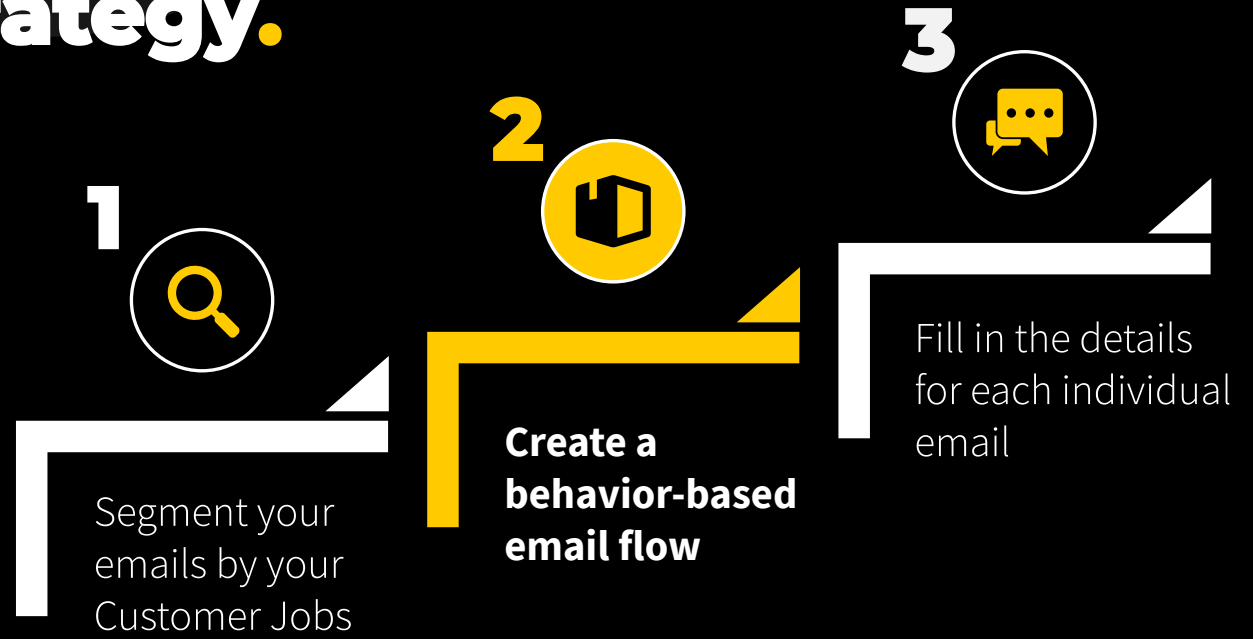 ategy.
1
Segment your
emails by your
Customer Jobs
2
Create a
behavior-based
email flow
3
Fill in the details
for each individual
email